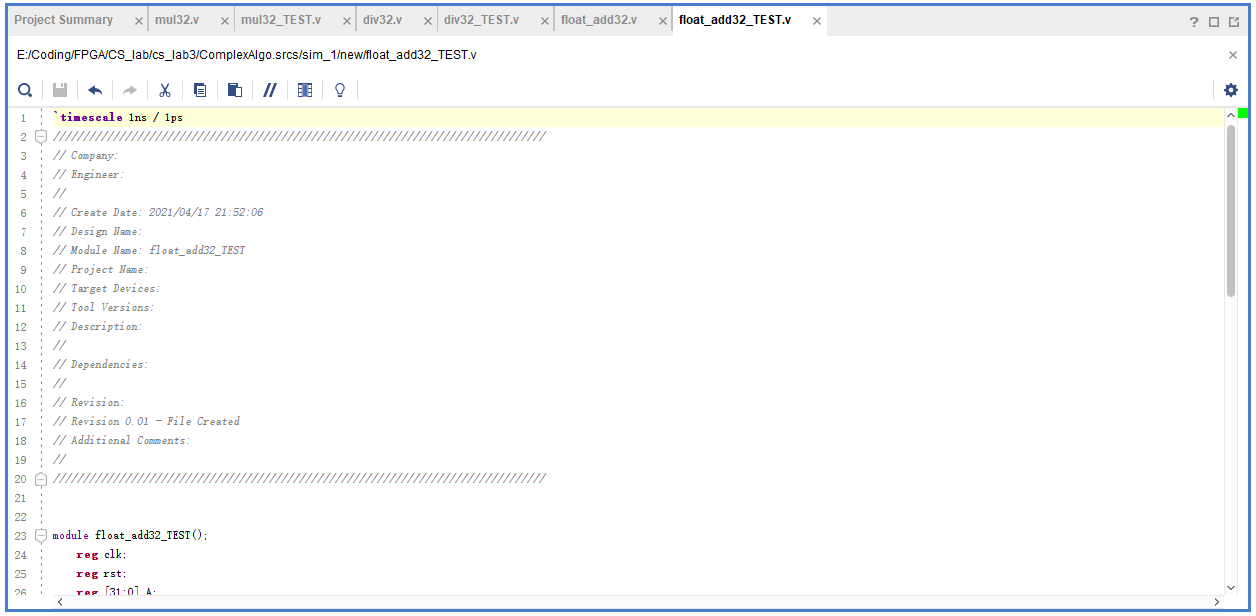 Project Summary × mul32.v × mul32_TEST.v × div32.v × div32_TEST.v × float_add32.v × float_add32_TEST.v × ?
E:/Coding/FPGA/CS_lab/cs_lab3/ComplexAlgo.srcs/sim_1/new/float_add32_TEST.v ×
//
1 `timescale 1ns / 1ps
2 //////////////////////////////////////////////////////////////////////////////////
3 // Company:
4 // Engineer:
5 //
6 // Create Date: 2021/04/17 21:52:06
7 // Design Name:
8 // Module Name: float_add32_TEST
9 // Project Name:
10 // Target Devices:
11 // Tool Versions:
12 // Description:
13 //
14 // Dependencies:
15 //
16 // Revision:
17 // Revision 0.01 - File Created
18 // Additional Comments:
19 //
20 //////////////////////////////////////////////////////////////////////////////////
21
22
23 module float_add32_TEST();
24 reg clk;
25 reg rst;
26 reg [31:0] A;